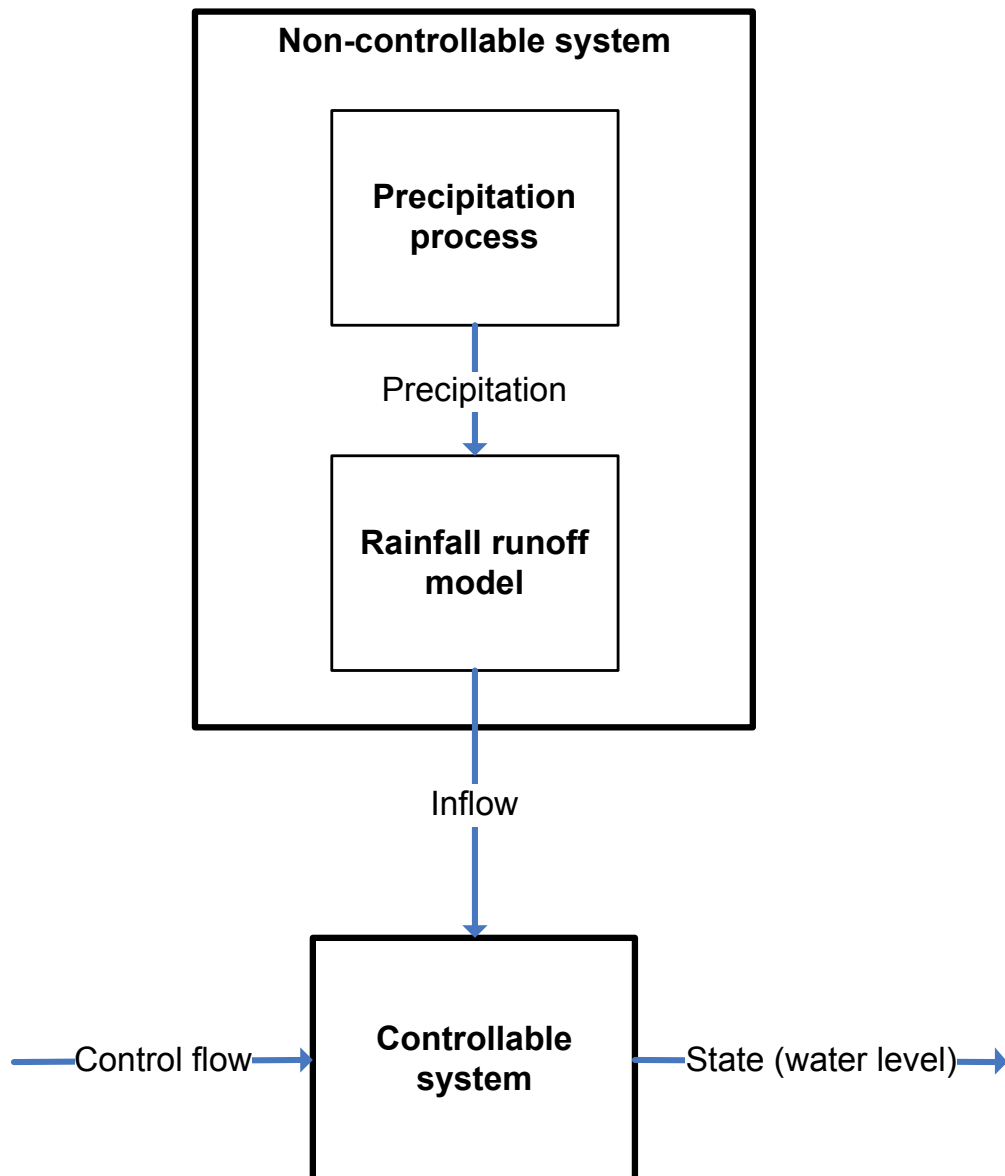 Non-controllable system
Precipitation
process
Precipitation
Rainfall runoff
model
Inflow
Control flow
Controllable
system
State (water level)